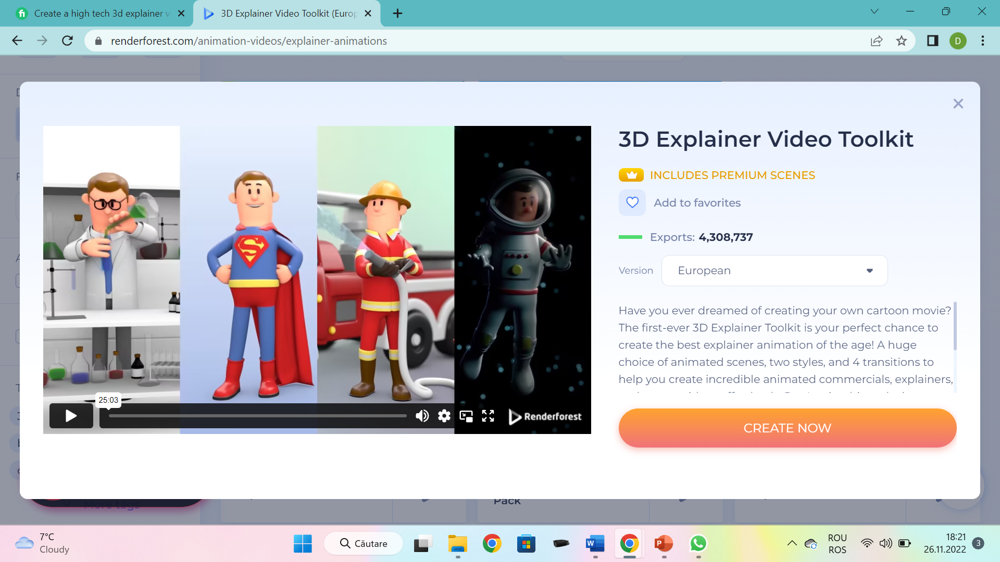 Create a high tech 3d explainer v
3D Explainer Video Toolkit (Europ
renderforest.com/animation-videos/explainer-animations
D
3D Explainer Video Toolkit
INCLUDES PREMIUM SCENES
Add to favorites
Exports: 4,308,737
Version
European
Have you ever dreamed of creating your own cartoon movie?
The first-ever 3D Explainer Toolkit is your perfect chance to
create the best explainer animation of the age! A huge
choice of animated scenes, two styles, and 4 transitions to
help you create incredible animated commercials, explainers,
25:03
Renderforest
CREATE NOW
More tags
Pack
7°C
Cloudy
Căutare
ROU
ROS
18:21
26.11.2022
3